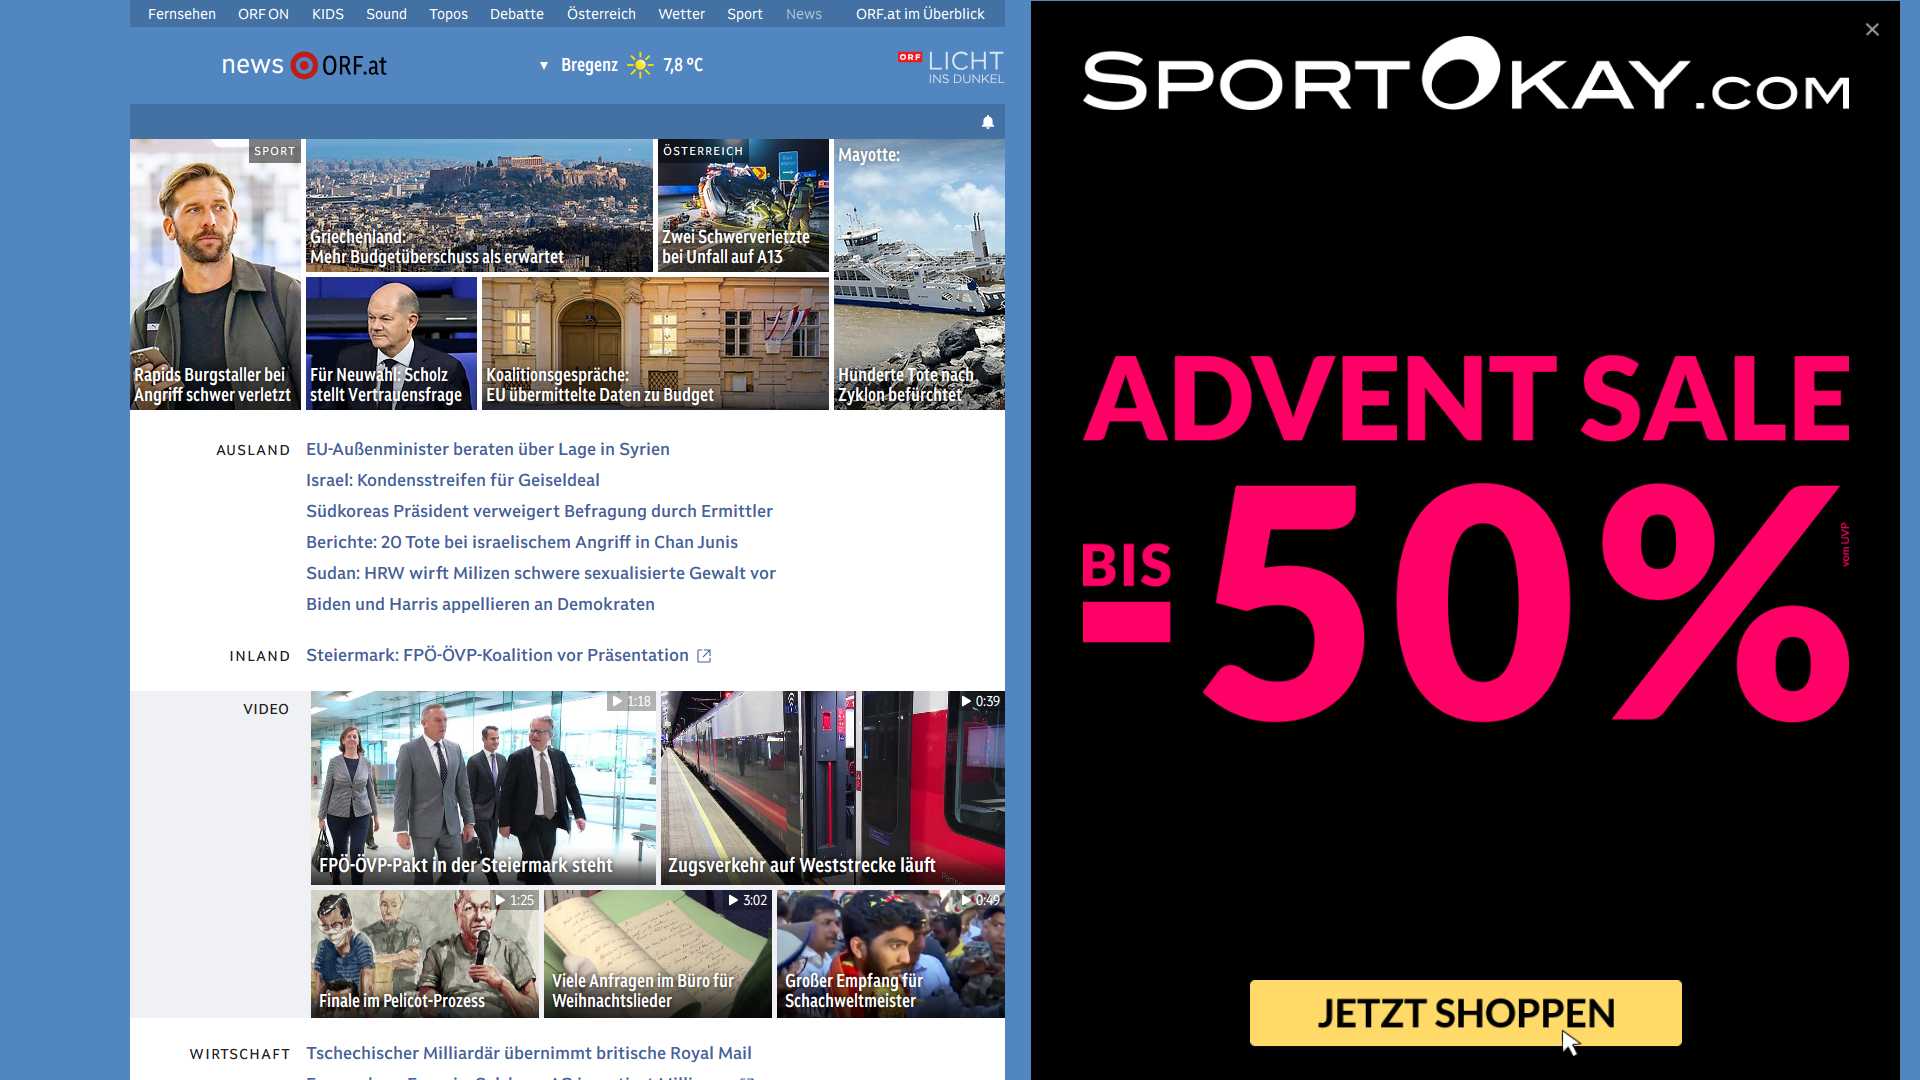 Fernsehen ORF ON KIDS Sound Topos Debatte Österreich Wetter Sport News ORF.at im Überblick
news ORF.at
Bregenz 7,8 °C
ORF LICHT
INS DUNKEL
SPORT
Rapids Burgstaller bei
Angriff schwer verletzt
Griechenland:
Mehr Budgetüberschuss als erwartet
ÖSTERREICH
Zwei Schwerverletzte
bei Unfall auf A13
Mayotte:
Hunderte Tote nach
Zyklon befürchtet
Für Neuwahl: Scholz
stellt Vertrauensfrage
Koalitionsgespräche:
EU übermittelte Daten zu Budget
AUSLAND
EU-Außenminister beraten über Lage in Syrien
Israel: Kondensstreifen für Geiseldeal
Südkoreas Präsident verweigert Befragung durch Ermittler
Berichte: 20 Tote bei israelischem Angriff in Chan Junis
Sudan: HRW wirft Milizen schwere sexualisierte Gewalt vor
Biden und Harris appellieren an Demokraten
INLAND
Steiermark: FPÖ-ÖVP-Koalition vor Präsentation
VIDEO
1:18
FPÖ-ÖVP-Pakt in der Steiermark steht
0:39
Zugsverkehr auf Weststrecke läuft
1:25
Finale im Pelicot-Prozess
3:02
Viele Anfragen im Büro für
Weihnachtslieder
0:49
Großer Empfang für
Schachweltmeister
WIRTSCHAFT
Tschechischer Milliardär übernimmt britische Royal Mail
SPORTOKAY.COM
ADVENT SALE
BIS
-50%
vom UVP
JETZT SHOPPEN